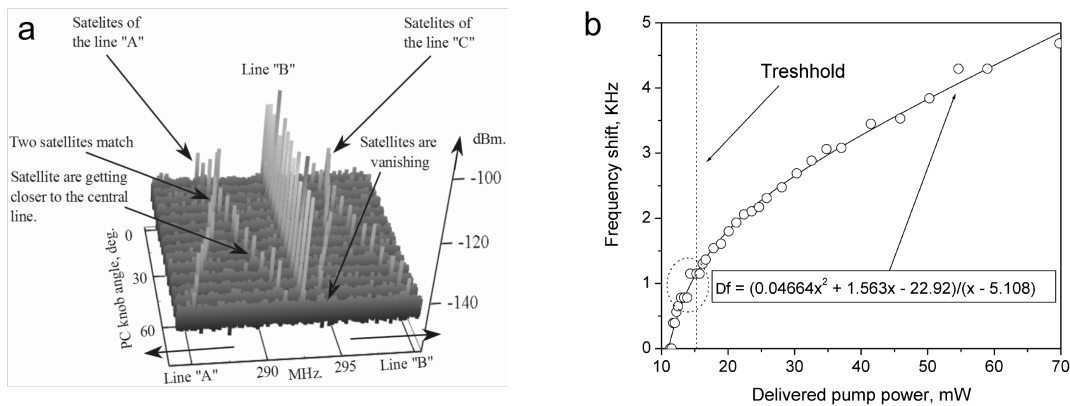 a
Satelites of
the line "A"
Satelites of
the line "C"
Line "B"
Two satellites match
Satellite are getting
closer to the central
line.
Satellites are
vanishing
dBm.
-100
-120
-140
PC knob angle, deg.
0
30
60
Line "A"
290
MHz.
295
Line "B"
b
Frequency shift, KHz
5
4
3
2
1
0
Treshhold
Df = (0.04664x² + 1.563x - 22.92)/(x - 5.108)
10 20 30 40 50 60 70
Delivered pump power, mW